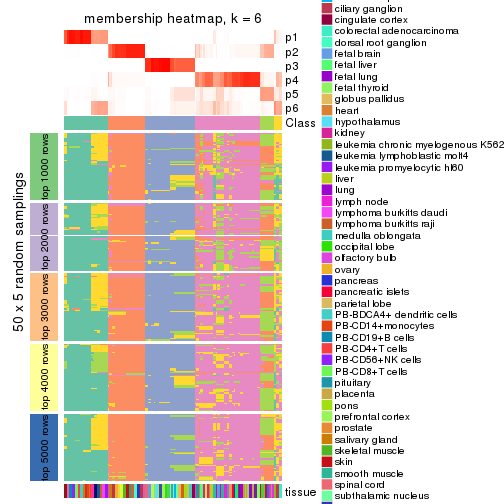 membership heatmap, k = 6
p1
p2
p3
p4
p5
p6
Class
50 x 5 random samplings
top 1000 rows
top 2000 rows
top 3000 rows
top 4000 rows
top 5000 rows
tissue
ciliary ganglion
cingulate cortex
colorectal adenocarcinoma
dorsal root ganglion
fetal brain
fetal liver
fetal lung
fetal thyroid
globus pallidus
heart
hypothalamus
kidney
leukemia chronic myelogenous K562
leukemia lymphoblastic molt4
leukemia promyelocytic hl60
liver
lung
lymph node
lymphoma burkitts daudi
lymphoma burkitts raji
medulla oblongata
occipital lobe
olfactory bulb
ovary
pancreas
pancreatic islets
parietal lobe
PB-BDCA4+ dendritic cells
PB-CD14+ monocytes
PB-CD19+ B cells
PB-CD4+ T cells
PB-CD56+ NK cells
PB-CD8+ T cells
pituitary
placenta
pons
prefrontal cortex
prostate
salivary gland
skeletal muscle
skin
smooth muscle
spinal cord
subthalamic nucleus